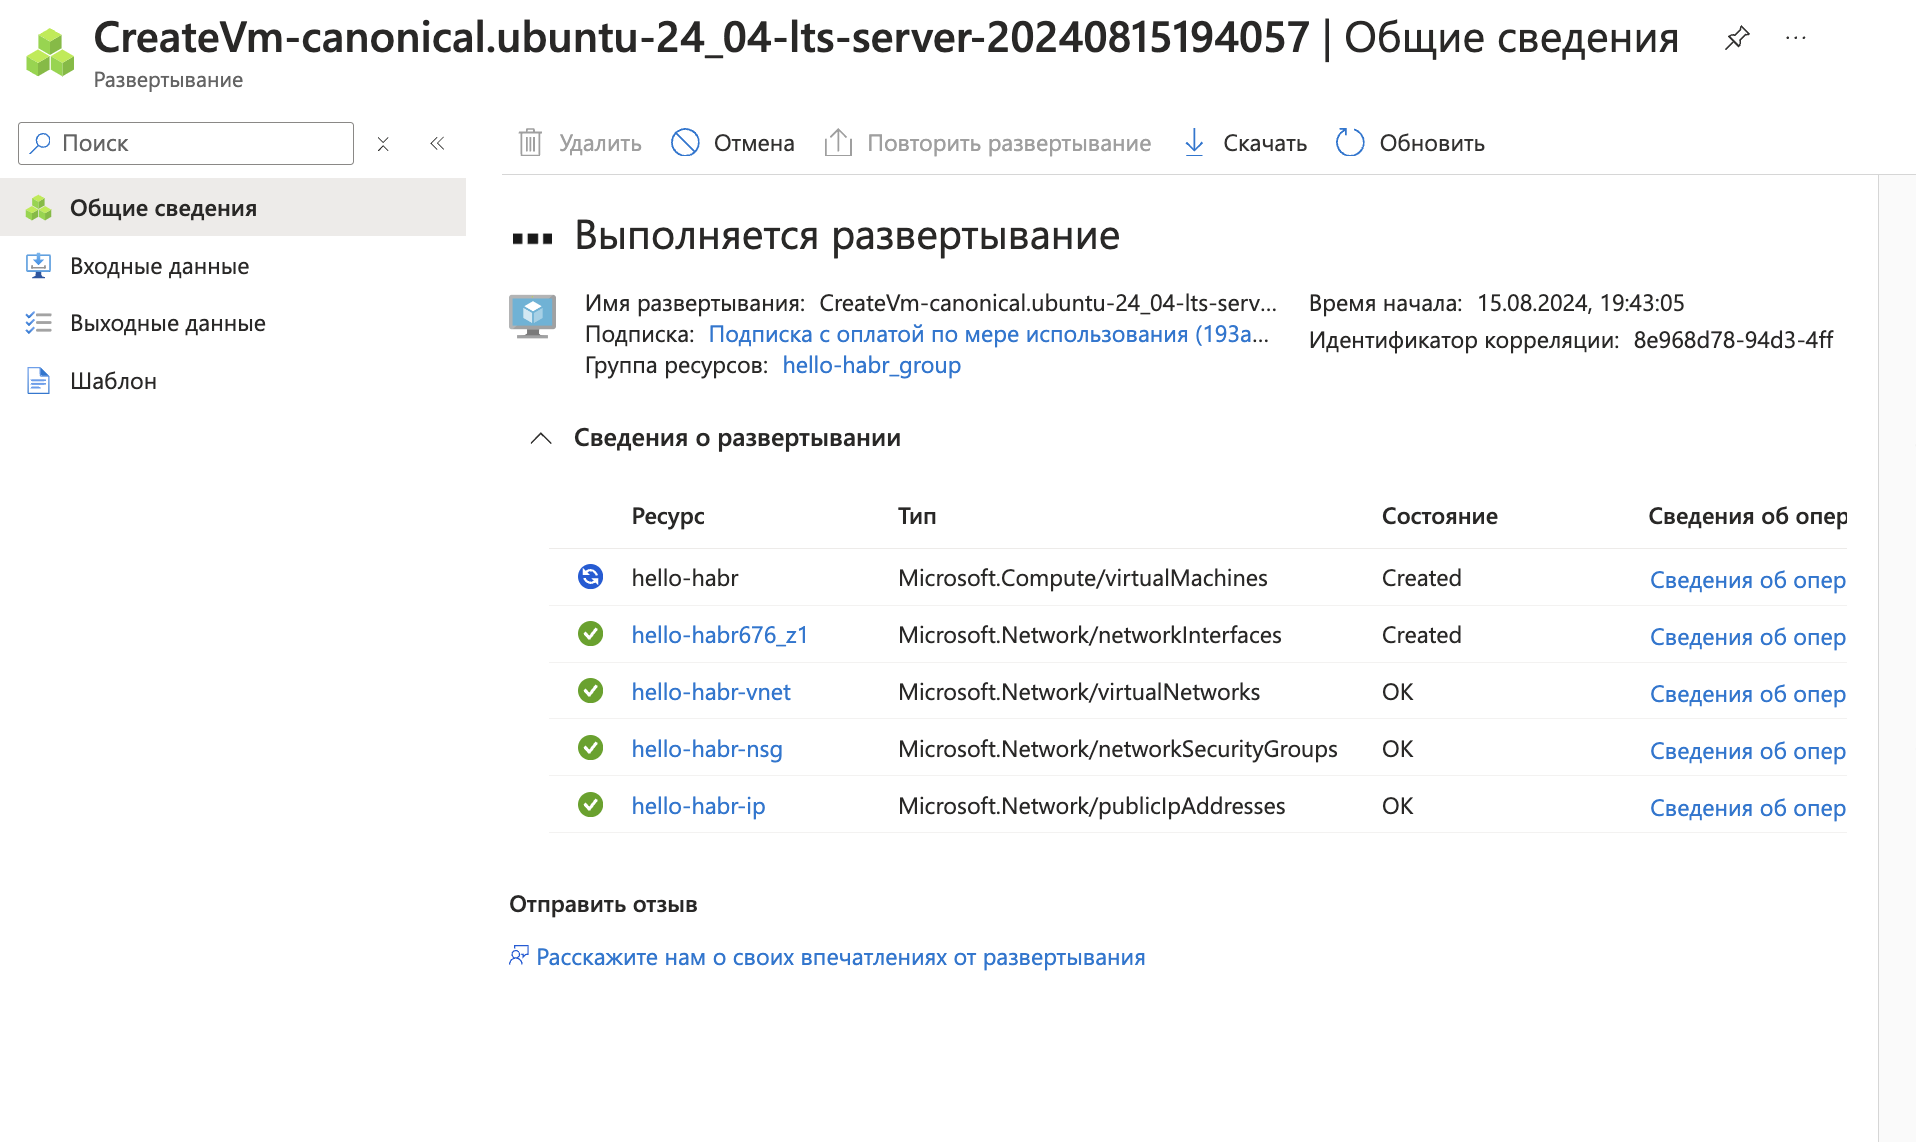 CreateVm-canonical.ubuntu-24_04-lts-server-20240815194057 | Общие сведения
Развертывание
Поиск
Удалить Отмена Повторить развертывание Скачать Обновить
Общие сведения
Входные данные
Выходные данные
Шаблон
Выполняется развертывание
Имя развертывания: CreateVm-canonical.ubuntu-24_04-lts-serv...
Подписка: Подписка с оплатой по мере использования (193a...
Группа ресурсов: hello-habr_group
Время начала: 15.08.2024, 19:43:05
Идентификатор корреляции: 8e968d78-94d3-4ff
Сведения о развертывании
Ресурс Тип Состояние Сведения об опер
hello-habr Microsoft.Compute/virtualMachines Created Сведения об опер
hello-habr676_z1 Microsoft.Network/networkInterfaces Created Сведения об опер
hello-habr-vnet Microsoft.Network/virtualNetworks OK Сведения об опер
hello-habr-nsg Microsoft.Network/networkSecurityGroups OK Сведения об опер
hello-habr-ip Microsoft.Network/publicIpAddresses OK Сведения об опер
Отправить отзыв
Расскажите нам о своих впечатлениях от развертывания